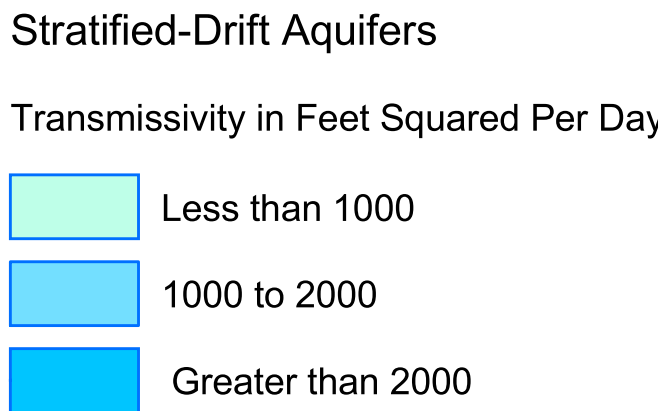 Stratified-Drift Aquifers
Transmissivity in Feet Squared Per Day
Less than 1000
1000 to 2000
Greater than 2000